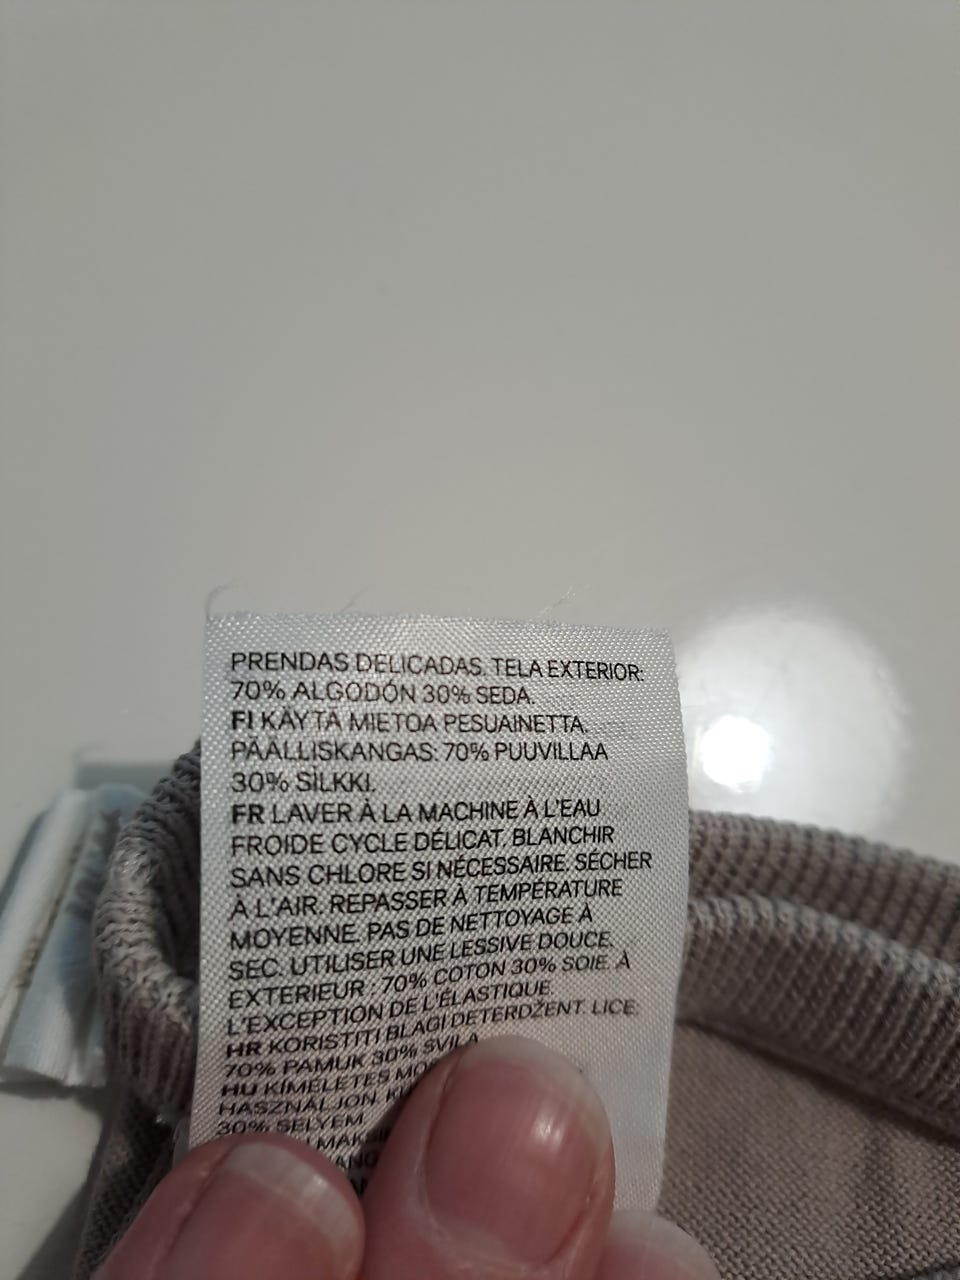 PRENDAS DELICADAS. TELA EXTERIOR:
70% ALGODÓN 30% SEDA.
FI KÄYTÄ MIETOA PESUAINETTA.
PÄÄLLISKANGAS: 70% PUUVILLAA
30% SILKKI.
FR LAVER À LA MACHINE À L'EAU
FROIDE CYCLE DÉLICAT. BLANCHIR
SANS CHLORE SI NÉCESSAIRE. SÉCHER
À L'AIR. REPASSER À TEMPÉRATURE
MOYENNE. PAS DE NETTOYAGE À
SEC. UTILISER UNE LESSIVE DOUCE.
EXTERIEUR : 70% COTON 30% SOIE. À
L'EXCEPTION DE L'ÉLASTIQUE.
HR KORISTITI BLAGI DETERDŽENT. LICE:
70% PAMUK 30% SVILA
HU KÍMÉLETES
HASZNÁLJON.
30% SELYEM